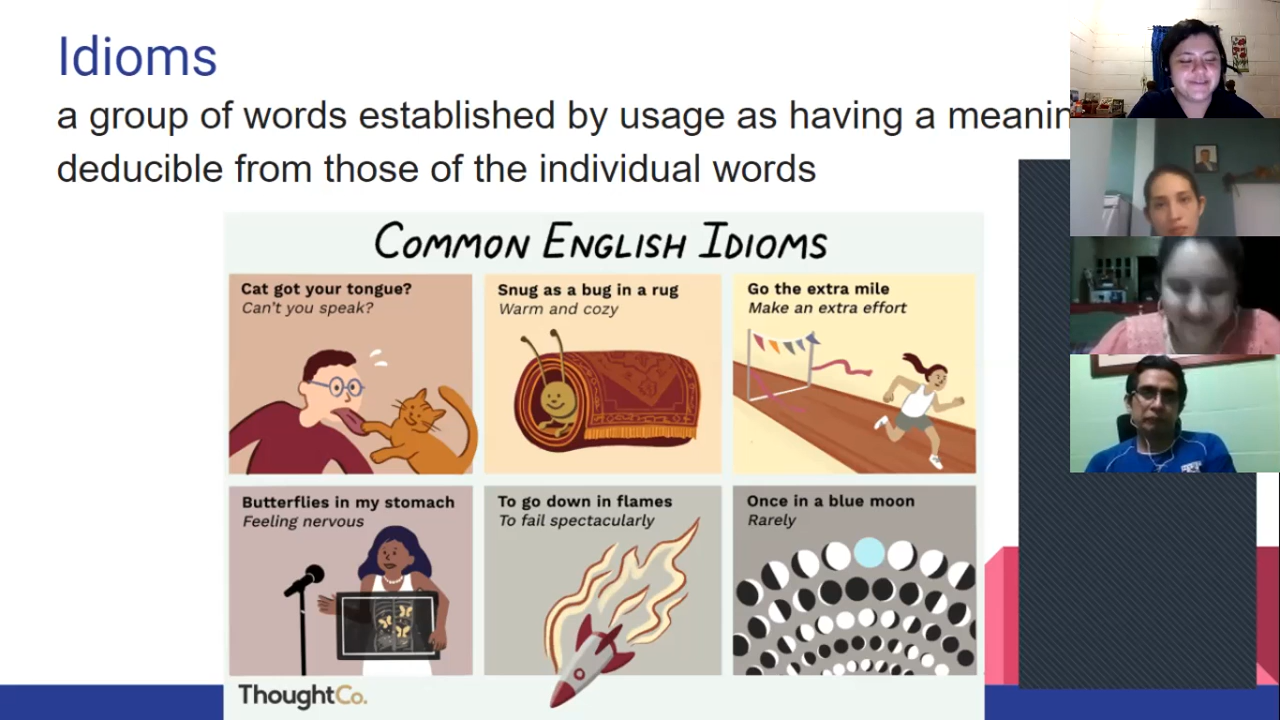 Idioms
a group of words established by usage as having a
deducible from those of the individual words
COMMON ENGLISH IDIOMS
Cat got your tongue?
Can't you speak?
Snug as a bug in a rug
Warm and cozy
Go the extra mile
Make an extra effort
Butterflies in my stomach
Feeling nervous
To go down in flames
To fail spectacularly
Once in a blue moon
Rarely
ThoughtCo.